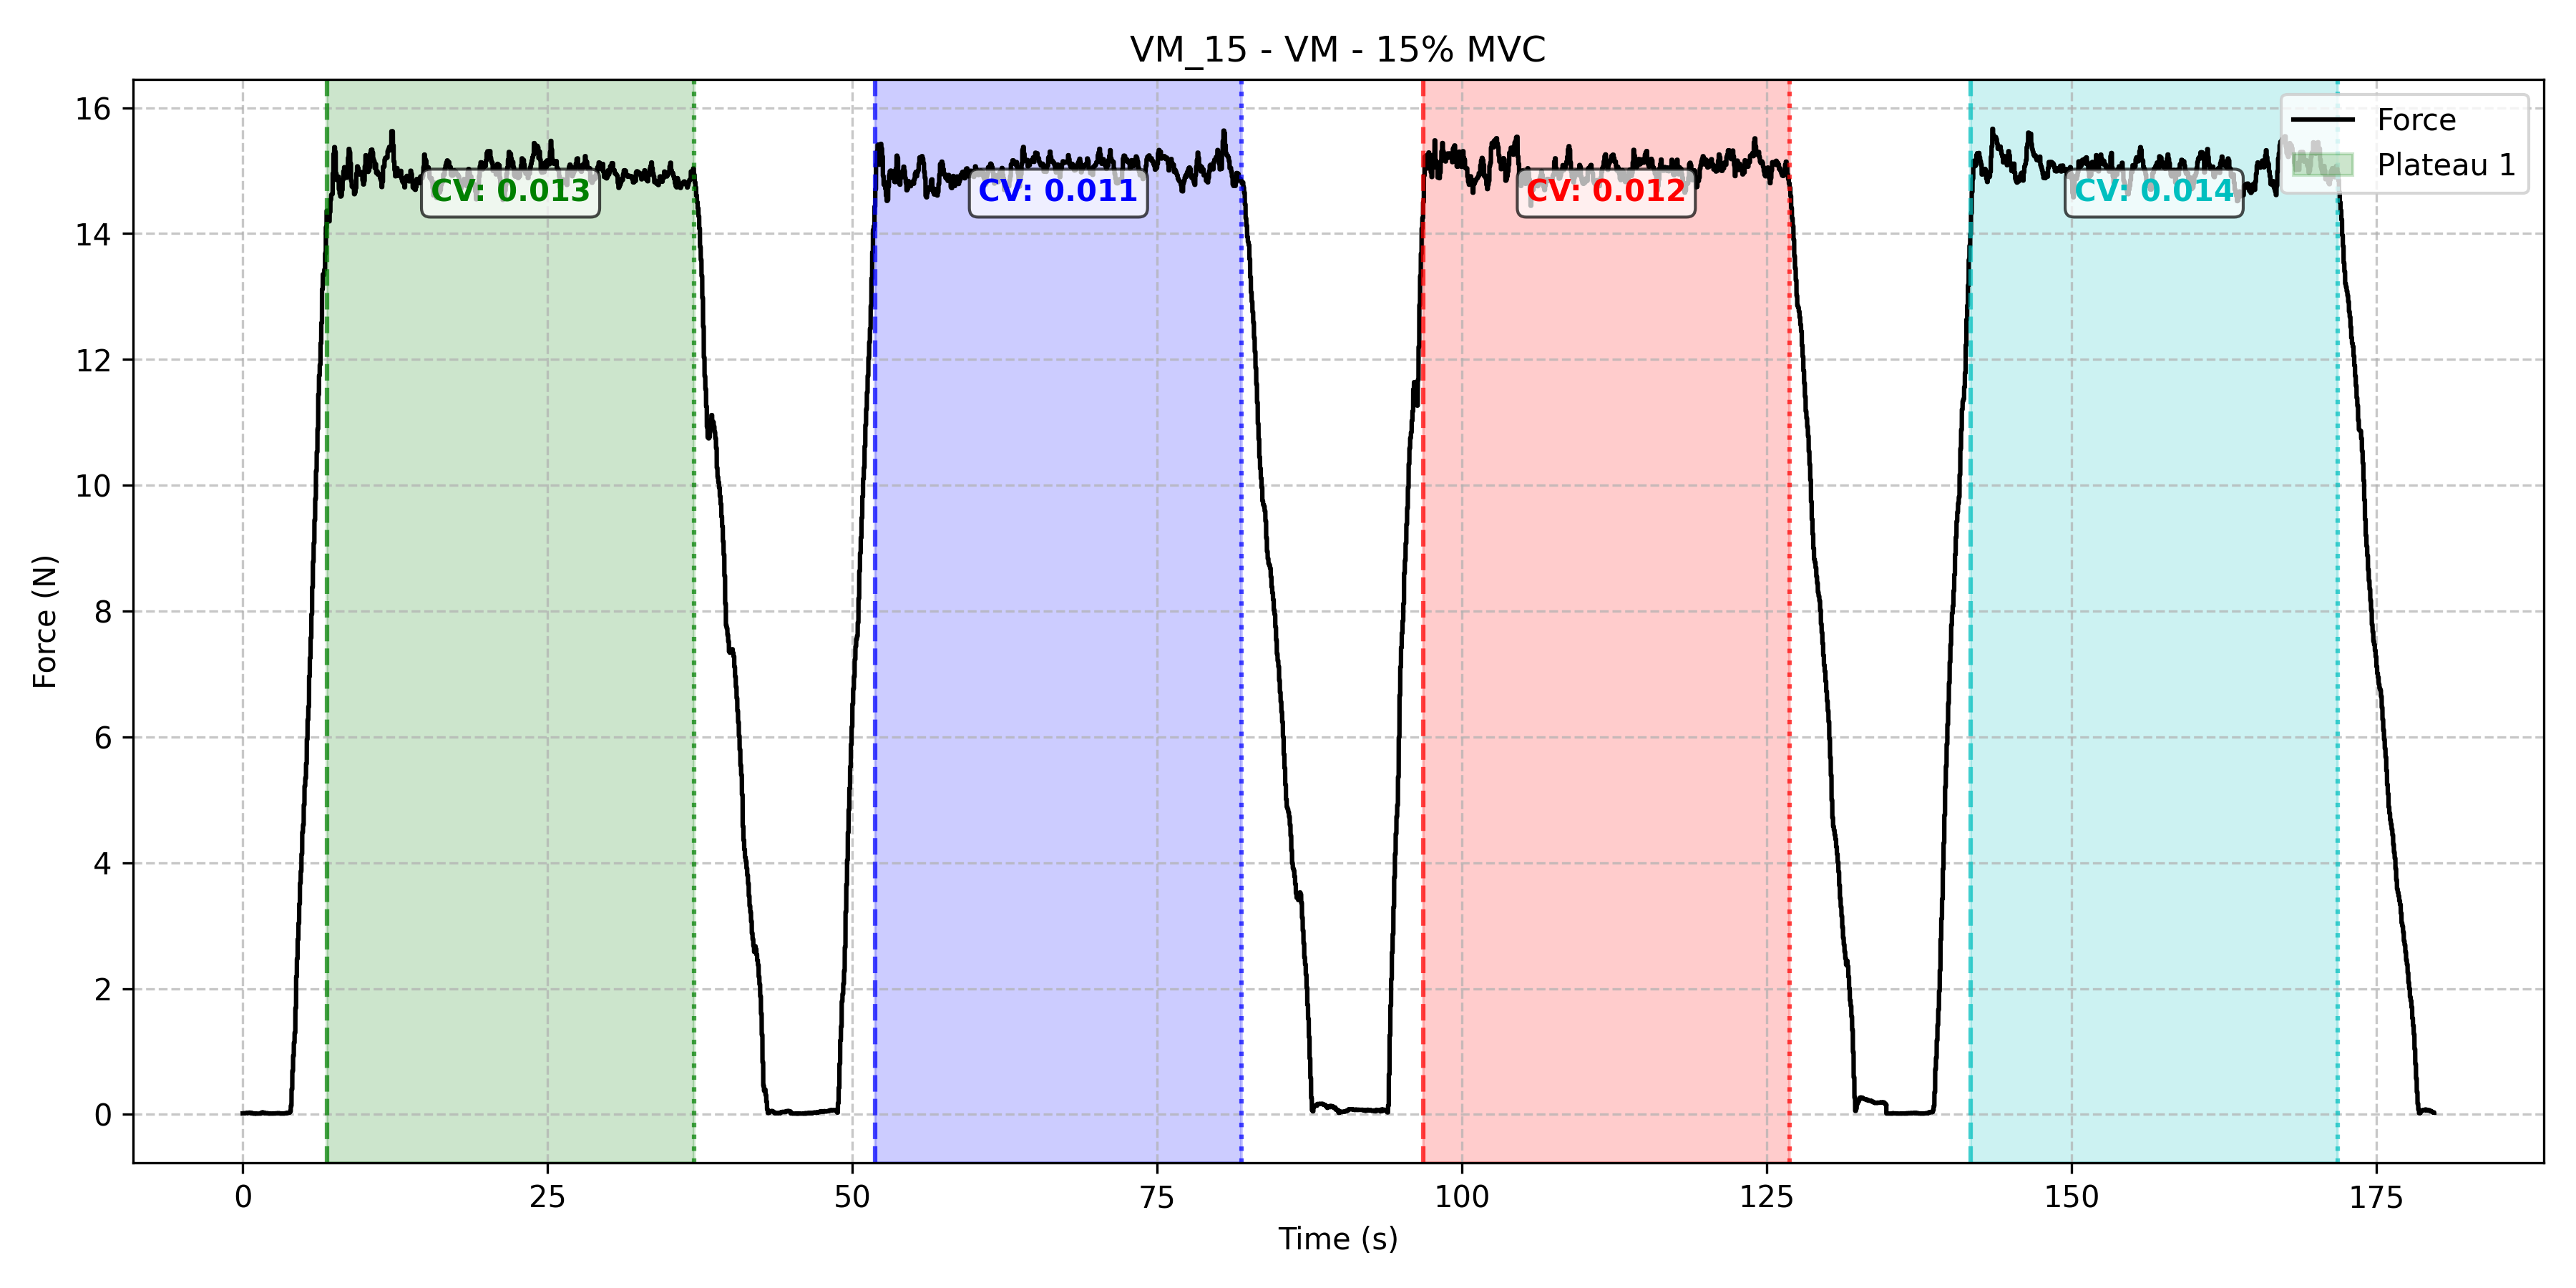 VM_15 - VM - 15% MVC
Force (N)
16
14
12
10
8
6
4
2
0
CV: 0.013
CV: 0.011
CV: 0.012
CV: 0.014
Force
Plateau 1
0
25
50
75
100
125
150
175
Time (s)